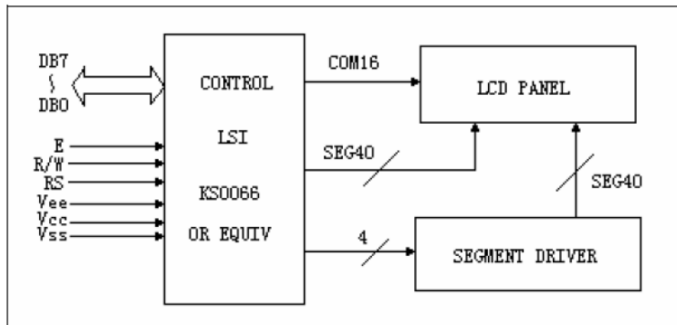 DB7
~
DB0
E
R/W
RS
Vee
Vcc
Vss
CONTROL
LSI
KS0066
OR EQUIV
COM16
SEG40
4
LCD PANEL
SEG40
SEGMENT DRIVER